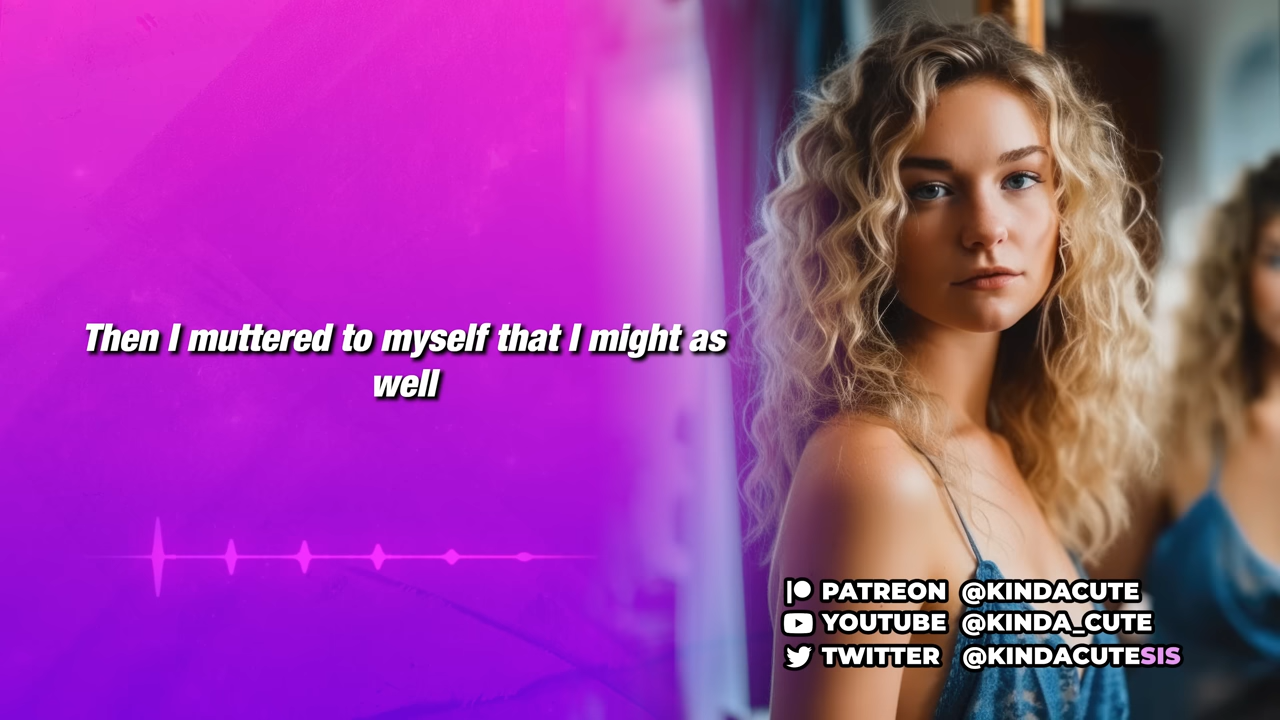 Then I muttered to myself that I might as
well
PATREON @KINDACUTE
YOUTUBE @KINDA_CUTE
TWITTER @KINDACUTESIS